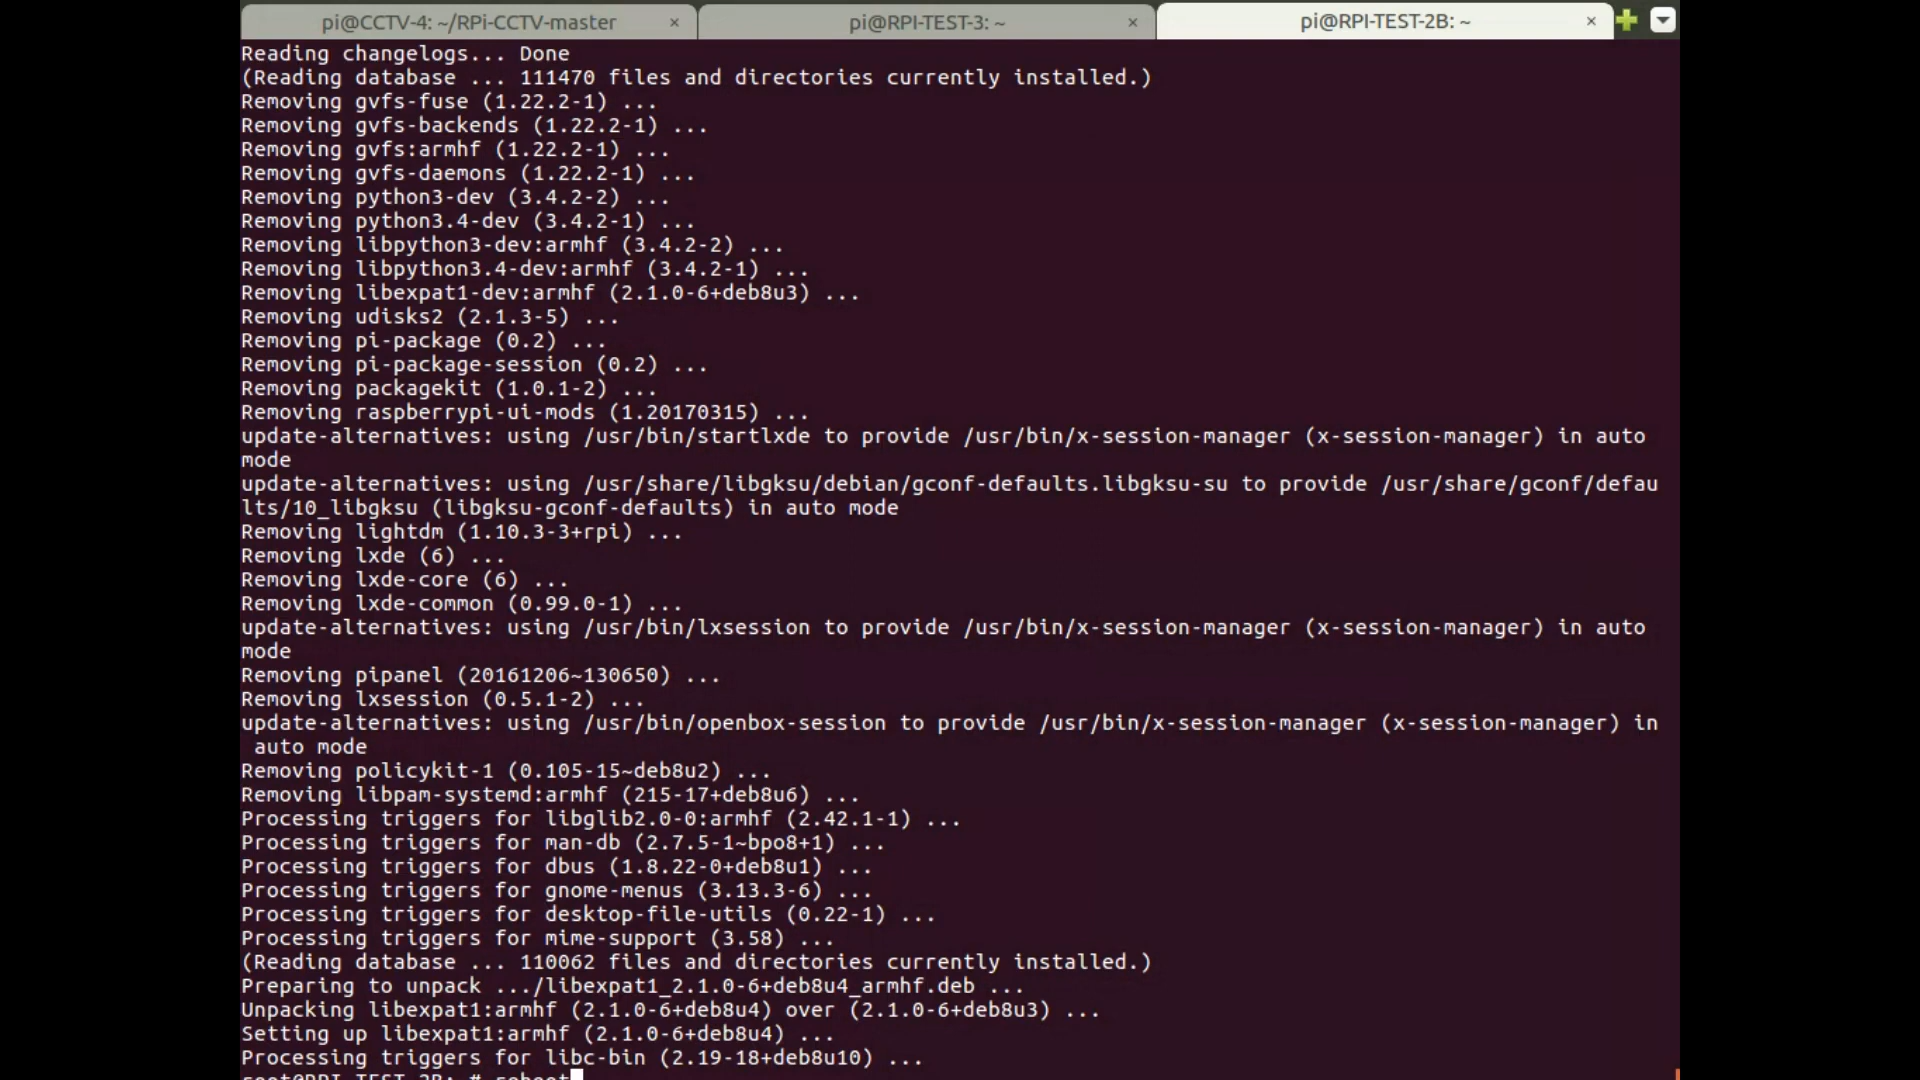 pi@CCTV-4: ~/RPi-CCTV-master × pi@RPI-TEST-3: ~ × pi@RPI-TEST-2B: ~ ×
Reading changelogs... Done
(Reading database ... 111470 files and directories currently installed.)
Removing gvfs-fuse (1.22.2-1) ...
Removing gvfs-backends (1.22.2-1) ...
Removing gvfs:armhf (1.22.2-1) ...
Removing gvfs-daemons (1.22.2-1) ...
Removing python3-dev (3.4.2-2) ...
Removing python3.4-dev (3.4.2-1) ...
Removing libpython3-dev:armhf (3.4.2-2) ...
Removing libpython3.4-dev:armhf (3.4.2-1) ...
Removing libexpat1-dev:armhf (2.1.0-6+deb8u3) ...
Removing udisks2 (2.1.3-5) ...
Removing pi-package (0.2) ...
Removing pi-package-session (0.2) ...
Removing packagekit (1.0.1-2) ...
Removing raspberrypi-ui-mods (1.20170315) ...
update-alternatives: using /usr/bin/startlxde to provide /usr/bin/x-session-manager (x-session-manager) in auto
mode
update-alternatives: using /usr/share/libgksu/debian/gconf-defaults.libgksu-su to provide /usr/share/gconf/defau
lts/10_libgksu (libgksu-gconf-defaults) in auto mode
Removing lightdm (1.10.3-3+rpi) ...
Removing lxde (6) ...
Removing lxde-core (6) ...
Removing lxde-common (0.99.0-1) ...
update-alternatives: using /usr/bin/lxsession to provide /usr/bin/x-session-manager (x-session-manager) in auto
mode
Removing pipanel (20161206~130650) ...
Removing lxsession (0.5.1-2) ...
update-alternatives: using /usr/bin/openbox-session to provide /usr/bin/x-session-manager (x-session-manager) in
 auto mode
Removing policykit-1 (0.105-15~deb8u2) ...
Removing libpam-systemd:armhf (215-17+deb8u6) ...
Processing triggers for libglib2.0-0:armhf (2.42.1-1) ...
Processing triggers for man-db (2.7.5-1~bpo8+1) ...
Processing triggers for dbus (1.8.22-0+deb8u1) ...
Processing triggers for gnome-menus (3.13.3-6) ...
Processing triggers for desktop-file-utils (0.22-1) ...
Processing triggers for mime-support (3.58) ...
(Reading database ... 110062 files and directories currently installed.)
Preparing to unpack .../libexpat1_2.1.0-6+deb8u4_armhf.deb ...
Unpacking libexpat1:armhf (2.1.0-6+deb8u4) over (2.1.0-6+deb8u3) ...
Setting up libexpat1:armhf (2.1.0-6+deb8u4) ...
Processing triggers for libc-bin (2.19-18+deb8u10) ...
root@RPI-TEST-2B:~# reboot